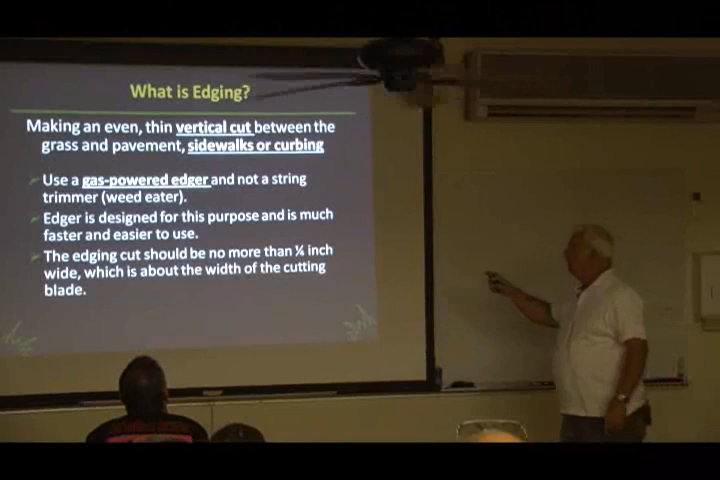 What is Edging?
Making an even, thin vertical cut between the
grass and pavement, sidewalks or curbing
Use a gas-powered edger and not a string
trimmer (weed eater).
Edger is designed for this purpose and is much
faster and easier to use.
The edging cut should be no more than ¼ inch
wide, which is about the width of the cutting
blade.